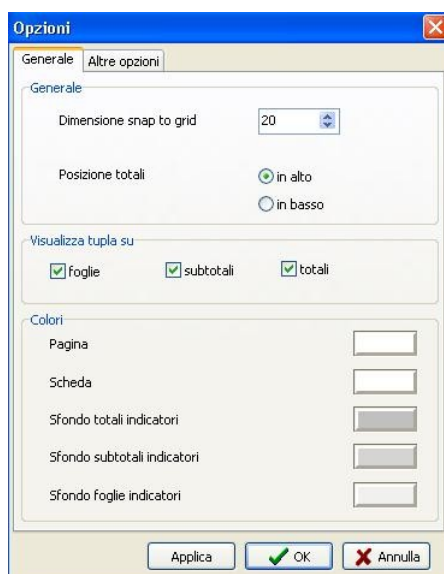 Opzioni
Generale Altre opzioni
Generale
Dimensione snap to grid 20
Posizione totali in alto
in basso
Visualizza tupla su
foglie subtotali totali
Colori
Pagina
Scheda
Sfondo totali indicatori
Sfondo subtotali indicatori
Sfondo foglie indicatori
Applica OK Annulla